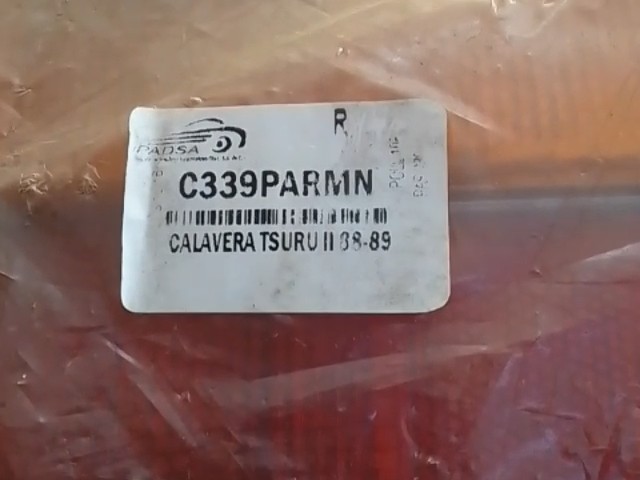 R
PADSA
C339PARMN
CALAVERA TSURU II 88-89